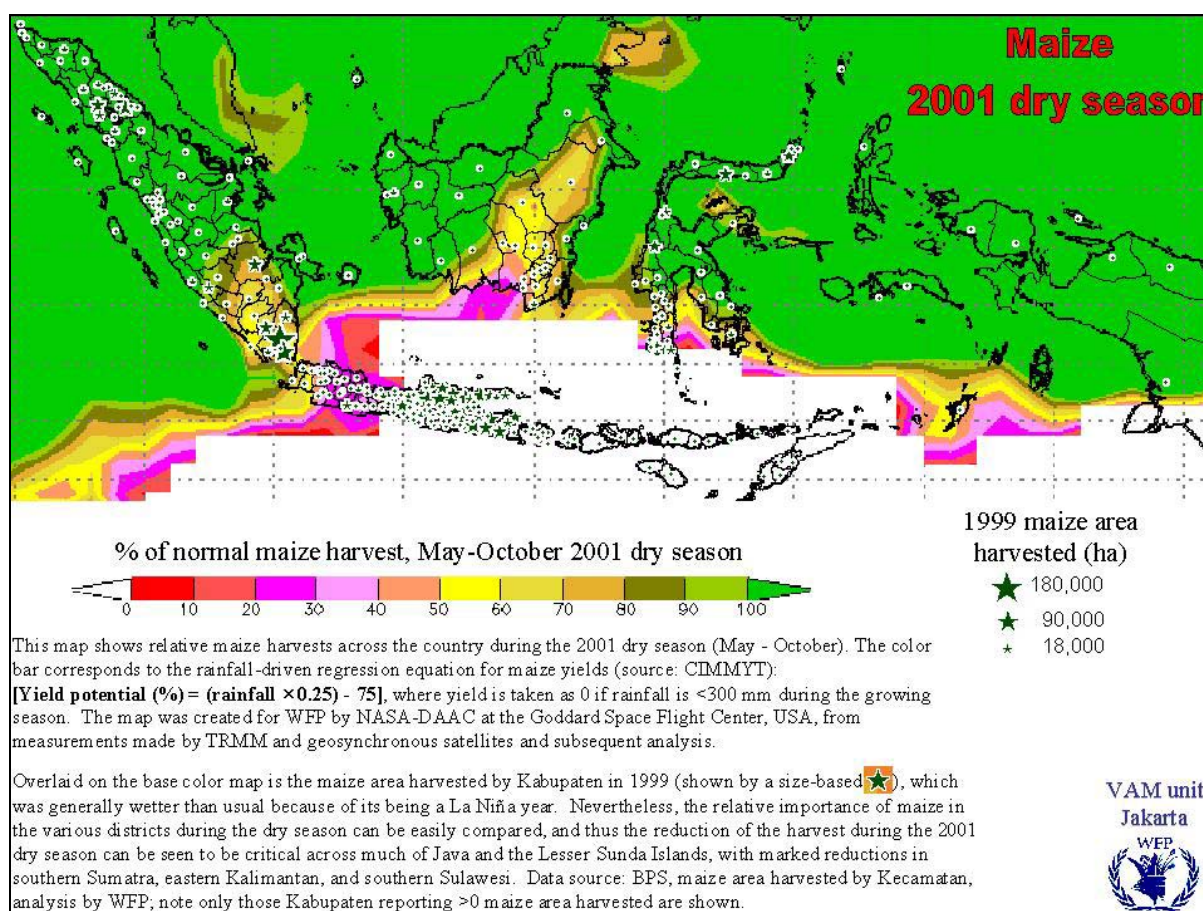 Maize
2001 dry season
% of normal maize harvest, May-October 2001 dry season
0 10 20 30 40 50 60 70 80 90 100
1999 maize area
harvested (ha)
180,000
90,000
18,000
This map shows relative maize harvests across the country during the 2001 dry season (May - October). The color
bar corresponds to the rainfall-driven regression equation for maize yields (source: CIMMYT):
[Yield potential (%) = (rainfall ×0.25) - 75], where yield is taken as 0 if rainfall is <300 mm during the growing
season. The map was created for WFP by NASA-DAAC at the Goddard Space Flight Center, USA, from
measurements made by TRMM and geosynchronous satellites and subsequent analysis.
Overlaid on the base color map is the maize area harvested by Kabupaten in 1999 (shown by a size-based ★), which
was generally wetter than usual because of its being a La Niña year. Nevertheless, the relative importance of maize in
the various districts during the dry season can be easily compared, and thus the reduction of the harvest during the 2001
dry season can be seen to be critical across much of Java and the Lesser Sunda Islands, with marked reductions in
southern Sumatra, eastern Kalimantan, and southern Sulawesi. Data source: BPS, maize area harvested by Kecamatan,
analysis by WFP; note only those Kabupaten reporting >0 maize area harvested are shown.
VAM unit
Jakarta
WFP